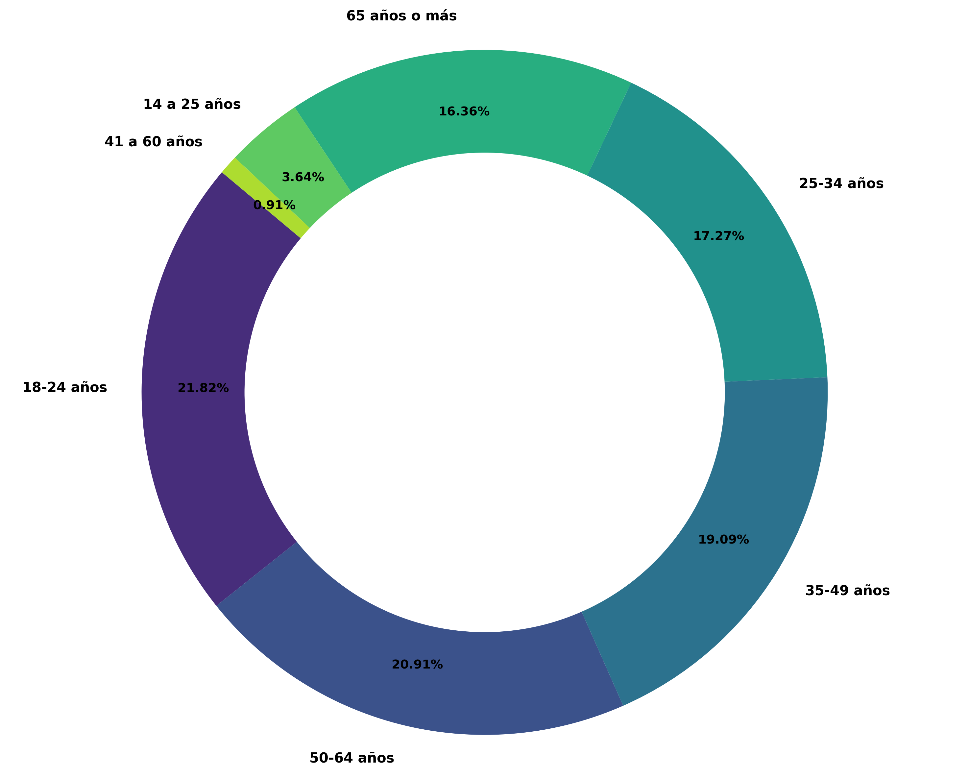 65 años o más
16.36%
14 a 25 años
3.64%
41 a 60 años
0.91%
25-34 años
17.27%
18-24 años
21.82%
19.09%
35-49 años
20.91%
50-64 años